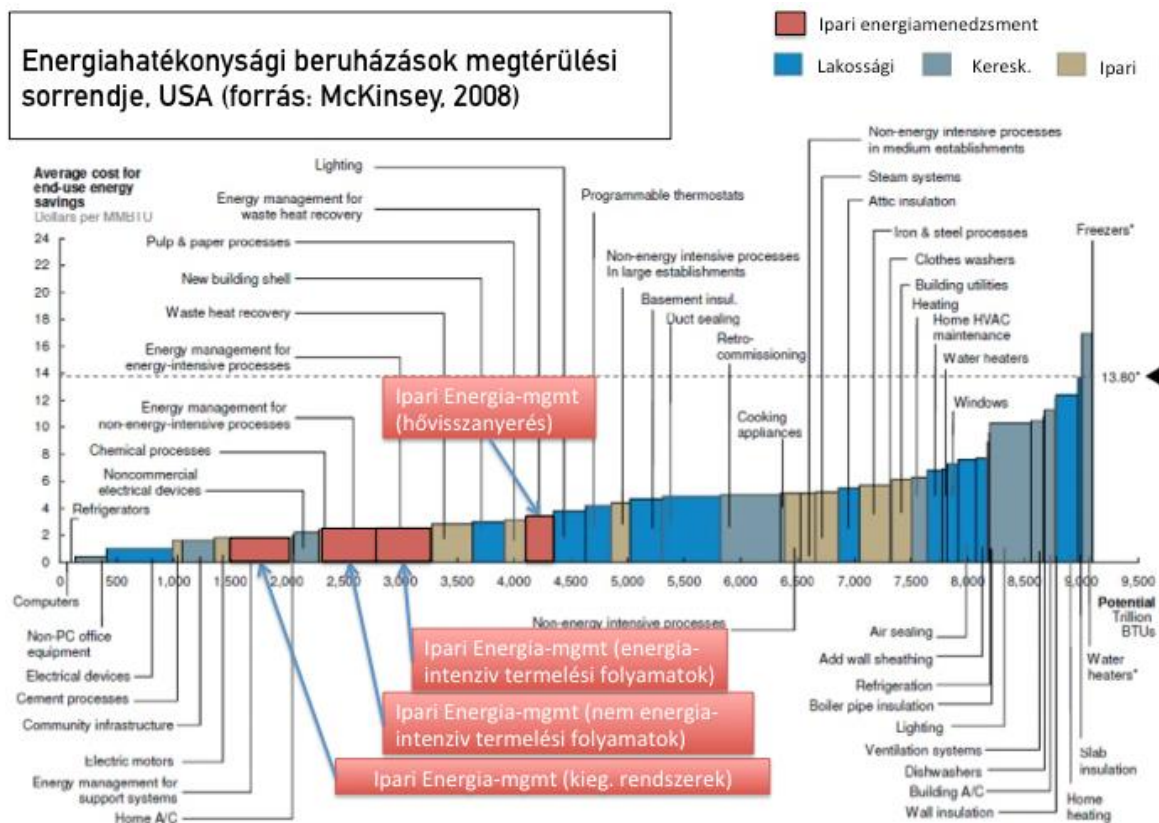 Energiahatékonysági beruházások megtérülési
sorrendje, USA (forrás: McKinsey, 2008)
Ipari energiamenedzsment
Lakossági
Keresk.
Ipari
Average cost for
end-use energy
savings
Dollars per MMBTU
24
22
20
18
16
14
12
10
8
6
4
2
0
Lighting
Energy management for
waste heat recovery
Pulp & paper processes
New building shell
Waste heat recovery
Energy management for
energy-intensive processes
Energy management for
non-energy-intensive processes
Chemical processes
Noncommercial
electrical devices
Refrigerators
Programmable thermostats
Non-energy intensive processes
In large establishments
Basement insul.
Duct sealing
Retro-
commissioning
Cooking
appliances
Non-energy intensive processes
in medium establishments
Steam systems
Attic insulation
Iron & steel processes
Clothes washers
Building utilities
Heating
Home HVAC
maintenance
Water heaters
Windows
Freezers*
13.80*
Ipari Energia-mgmt
(hővisszanyerés)
0 500 1,000 1,500 2,000 2,500 3,000 3,500 4,000 4,500 5,000 5,500 6,000 6,500 7,000 7,500 8,000 8,500 9,000 9,500
Potential
Trillion
BTUs
Computers
Non-PC office
equipment
Electrical devices
Cement processes
Community infrastructure
Electric motors
Energy management for
support systems
Home A/C
Non-energy intensive processes
Ipari Energia-mgmt (energia-
intenziv termelési folyamatok)
Ipari Energia-mgmt (nem energia-
intenziv termelési folyamatok)
Ipari Energia-mgmt (kieg. rendszerek)
Air sealing
Add wall sheathing
Refrigeration
Boiler pipe insulation
Lighting
Ventilation systems
Dishwashers
Building A/C
Wall insulation
Water
heaters*
Slab
insulation
Home
heating